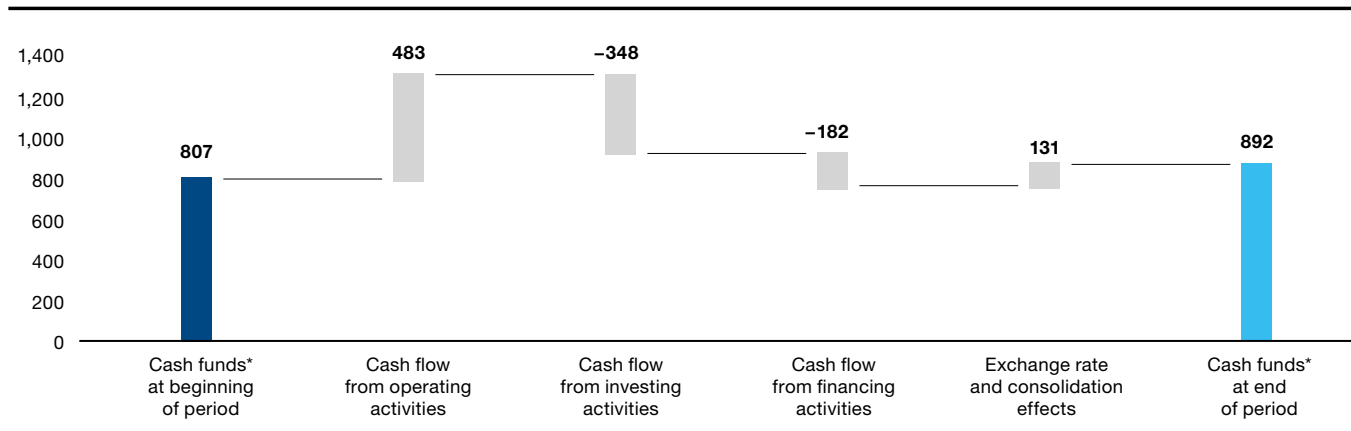 1,400
1,200
1,000
800
600
400
200
0
807
483
–348
–182
131
892
Cash funds*
at beginning
of period
Cash flow
from operating
activities
Cash flow
from investing
activities
Cash flow
from financing
activities
Exchange rate
and consolidation
effects
Cash funds*
at end
of period